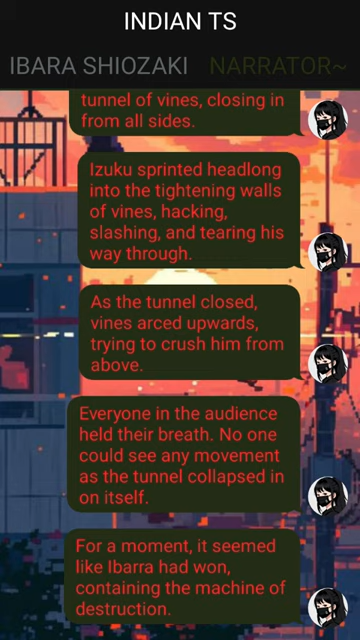 INDIAN TS
IBARA SHIOZAKI NARRATOR~
tunnel of vines, closing in
from all sides.
Izuku sprinted headlong
into the tightening walls
of vines, hacking,
slashing, and tearing his
way through.
As the tunnel closed,
vines arced upwards,
trying to crush him from
above.
Everyone in the audience
held their breath. No one
could see any movement
as the tunnel collapsed in
on itself.
For a moment, it seemed
like Ibarra had won,
containing the machine of
destruction.